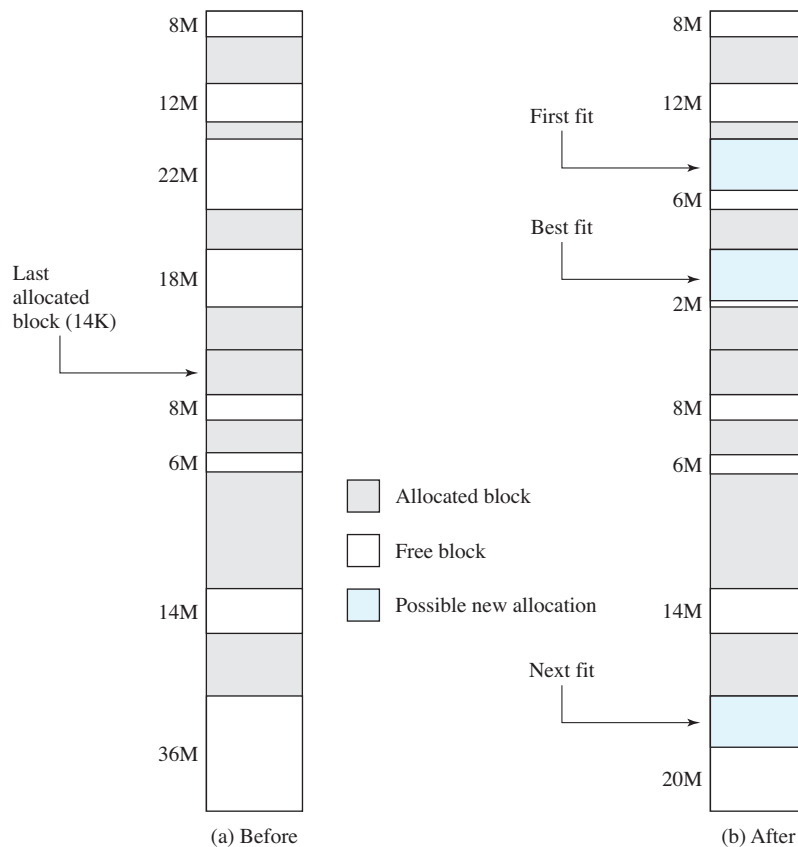 8M
12M
22M
18M
Last
allocated
block (14K)
8M
6M
14M
36M
(a) Before
Allocated block
Free block
Possible new allocation
8M
12M
First fit
6M
Best fit
2M
8M
6M
14M
Next fit
20M
(b) After